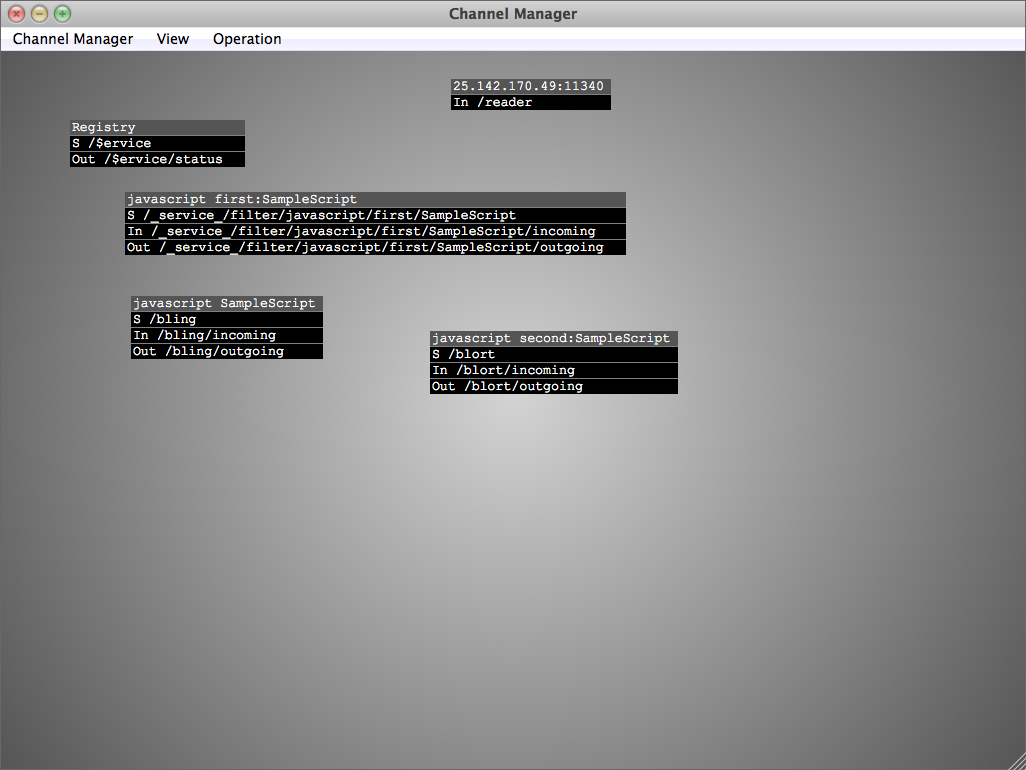 Channel Manager
Channel Manager View Operation
25.142.170.49:11340
In /reader
Registry
S /$ervice
Out /$ervice/status
javascript first:SampleScript
S /_service_/filter/javascript/first/SampleScript
In /_service_/filter/javascript/first/SampleScript/incoming
Out /_service_/filter/javascript/first/SampleScript/outgoing
javascript SampleScript
S /bling
In /bling/incoming
Out /bling/outgoing
javascript second:SampleScript
S /blort
In /blort/incoming
Out /blort/outgoing